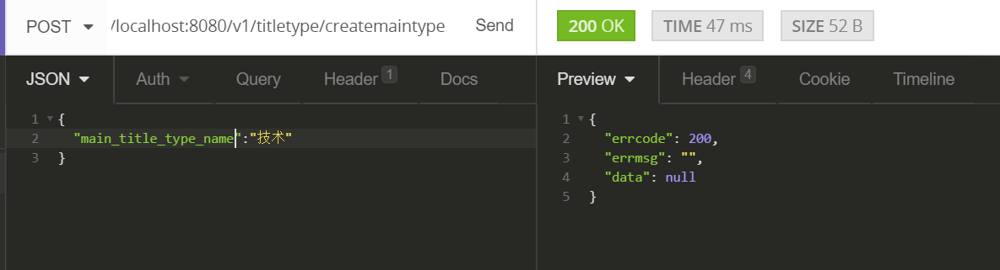 POST /localhost:8080/v1/titletype/createmaintype Send 200 OK TIME 47 ms SIZE 52 B
JSON Auth Query Header 1 Docs Preview Header 4 Cookie Timeline
1 {
2 "main_title_type_name":"技术"
3 }
1 {
2 "errcode": 200,
3 "errmsg": "",
4 "data": null
5 }